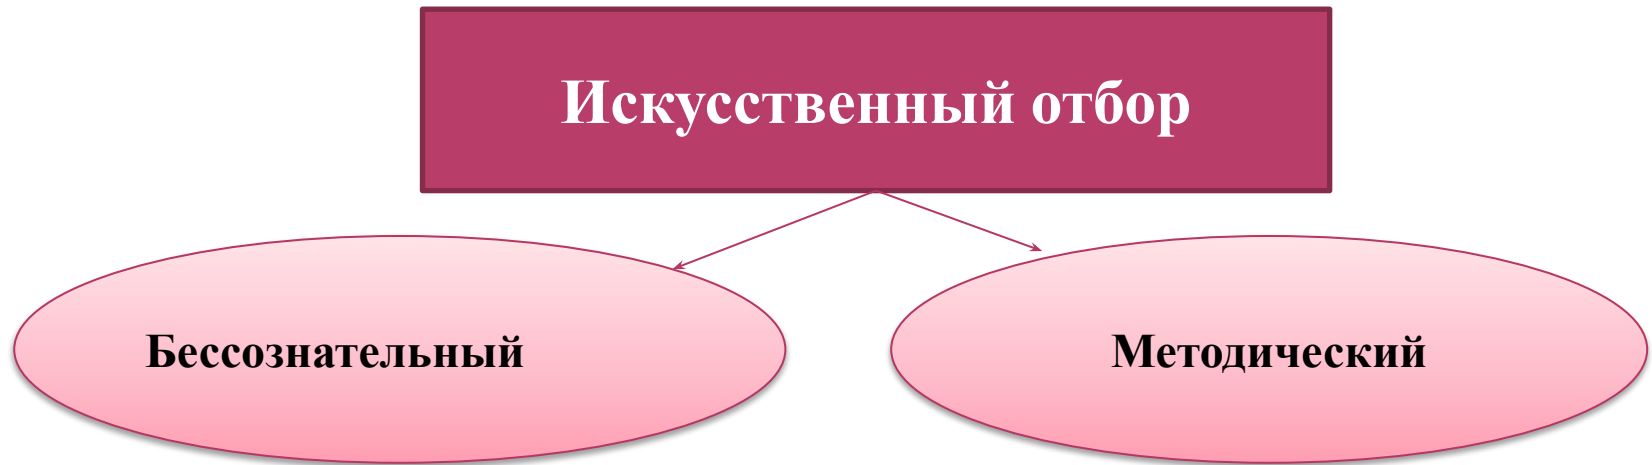 Искусственный отбор
Бессознательный
Методический